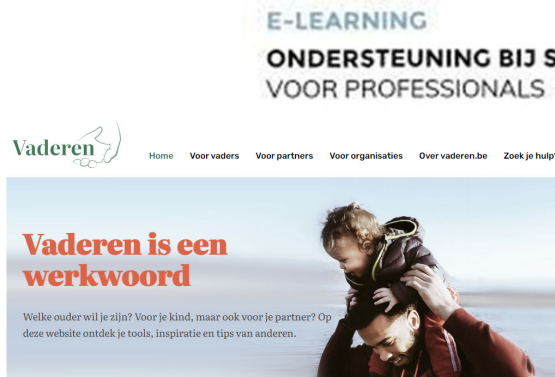 E-LEARNING
ONDERSTEUNING BIJ S
VOOR PROFESSIONALS
Vaderen
Home Voor vaders Voor partners Voor organisaties Over vaderen.be Zoek je hulp?
Vaderen is een
werkwoord
Welke ouder wil je zijn? Voor je kind, maar ook voor je partner? Op
deze website ontdek je tools, inspiratie en tips van anderen.